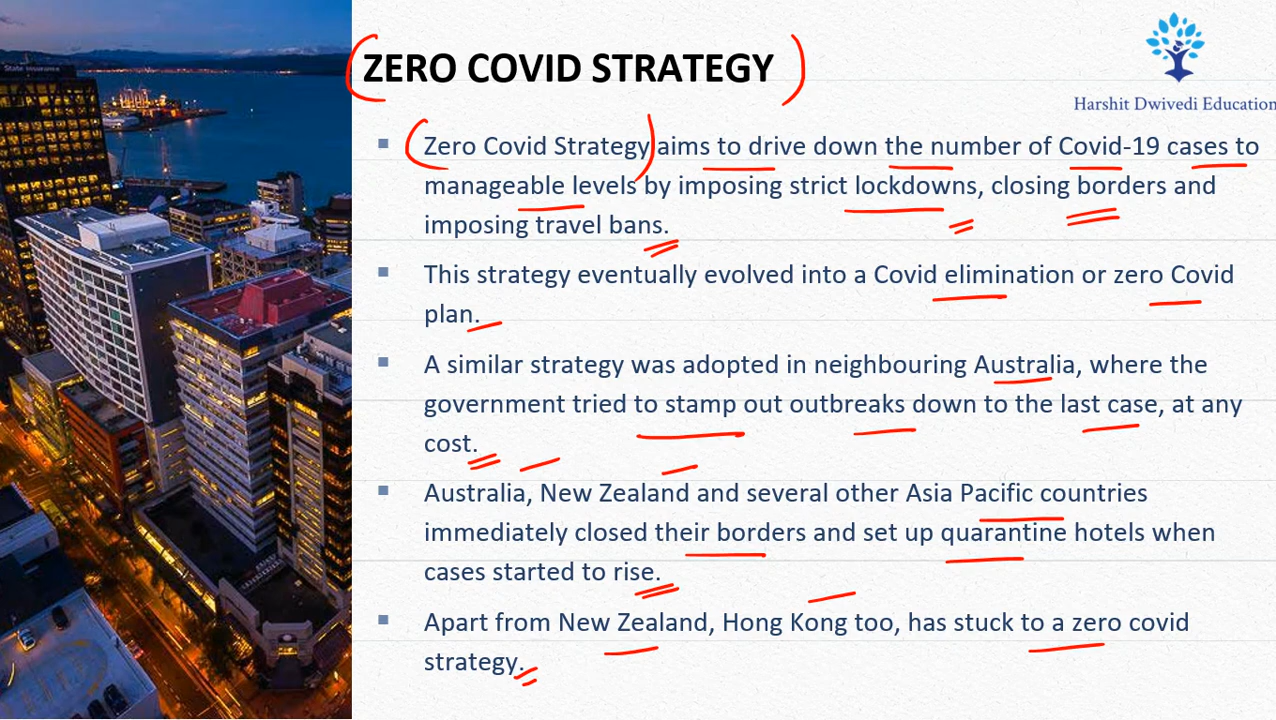 State Insurance
ZERO COVID STRATEGY
Harshit Dwivedi Education
▪ Zero Covid Strategy aims to drive down the number of Covid-19 cases to
manageable levels by imposing strict lockdowns, closing borders and
imposing travel bans.
▪ This strategy eventually evolved into a Covid elimination or zero Covid
plan.
▪ A similar strategy was adopted in neighbouring Australia, where the
government tried to stamp out outbreaks down to the last case, at any
cost.
▪ Australia, New Zealand and several other Asia Pacific countries
immediately closed their borders and set up quarantine hotels when
cases started to rise.
▪ Apart from New Zealand, Hong Kong too, has stuck to a zero covid
strategy.